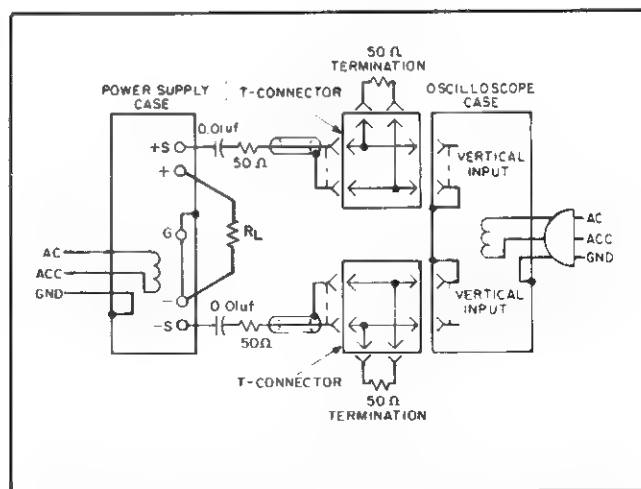 50 Ω
TERMINATION
T-CONNECTOR
POWER SUPPLY
CASE
OSCILLOSCOPE
CASE
+S
0.01uf
50Ω
+
VERTICAL
INPUT
G
RL
AC
ACC
GND
AC
ACC
GND
-
VERTICAL
INPUT
-S
0.01uf
50Ω
T-CONNECTOR
50 Ω
TERMINATION